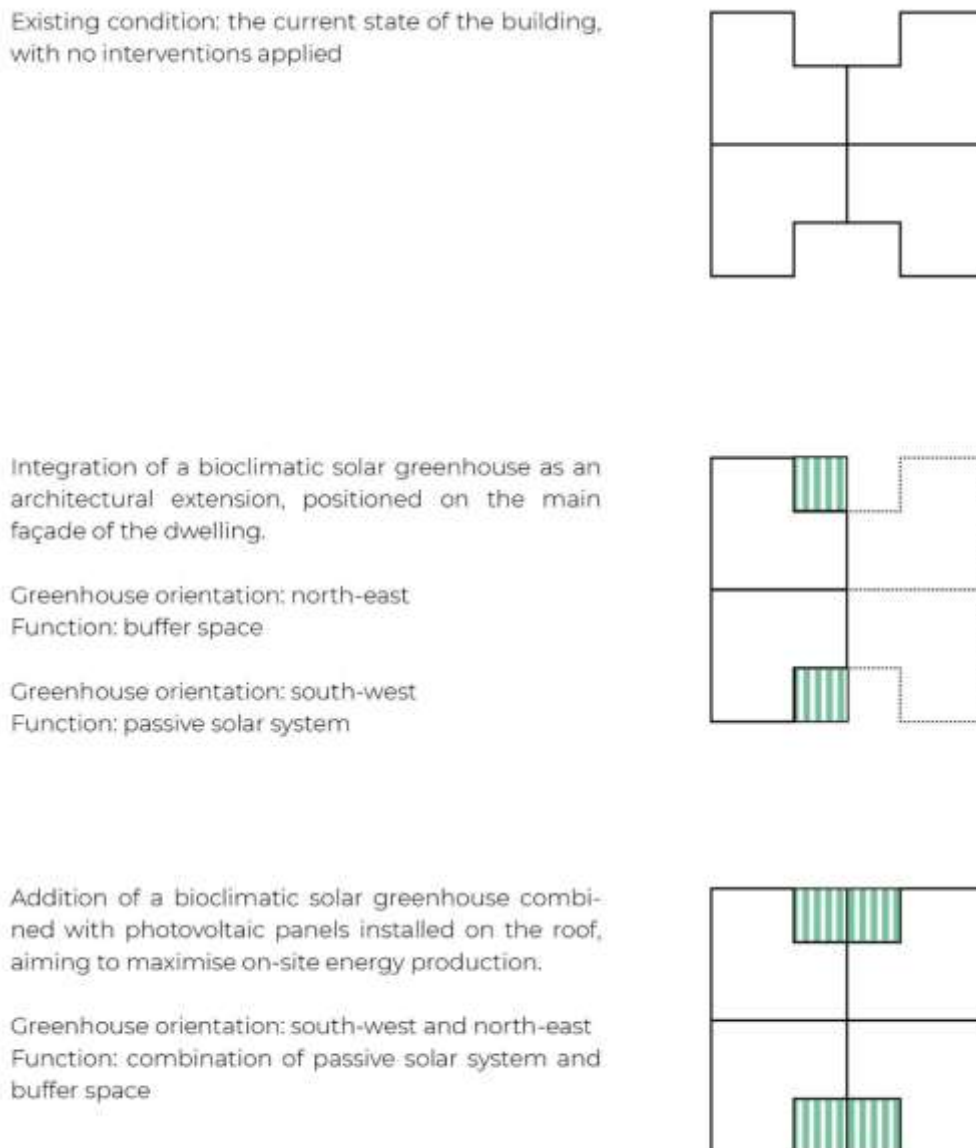 Existing condition: the current state of the building,
with no interventions applied
Integration of a bioclimatic solar greenhouse as an
architectural extension, positioned on the main
façade of the dwelling.
Greenhouse orientation: north-east
Function: buffer space
Greenhouse orientation: south-west
Function: passive solar system
Addition of a bioclimatic solar greenhouse combi-
ned with photovoltaic panels installed on the roof,
aiming to maximise on-site energy production.
Greenhouse orientation: south-west and north-east
Function: combination of passive solar system and
buffer space